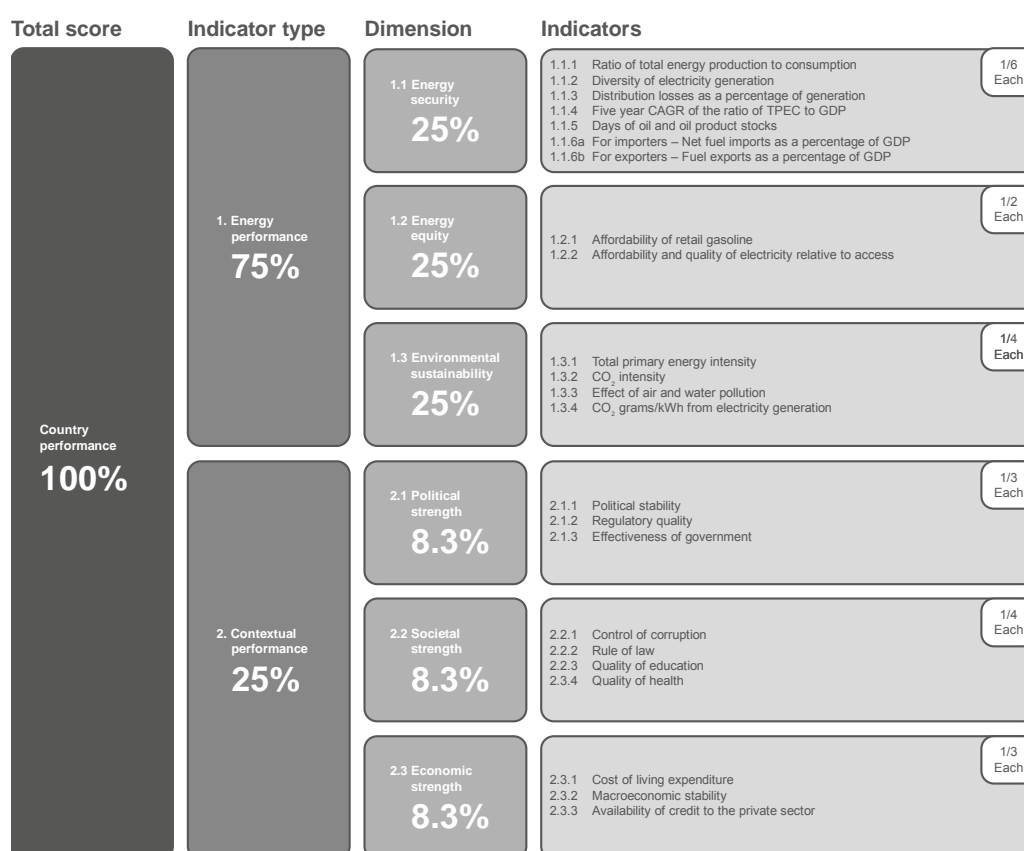 Total score
Indicator type
Dimension
Indicators
Country
performance
100%
1. Energy
performance
75%
1.1 Energy
security
25%
1.1.1 Ratio of total energy production to consumption
1.1.2 Diversity of electricity generation
1.1.3 Distribution losses as a percentage of generation
1.1.4 Five year CAGR of the ratio of TPEC to GDP
1.1.5 Days of oil and oil product stocks
1.1.6a For importers – Net fuel imports as a percentage of GDP
1.1.6b For exporters – Fuel exports as a percentage of GDP
1/6
Each
1.2 Energy
equity
25%
1.2.1 Affordability of retail gasoline
1.2.2 Affordability and quality of electricity relative to access
1/2
Each
1.3 Environmental
sustainability
25%
1.3.1 Total primary energy intensity
1.3.2 CO₂ intensity
1.3.3 Effect of air and water pollution
1.3.4 CO₂ grams/kWh from electricity generation
1/4
Each
2. Contextual
performance
25%
2.1 Political
strength
8.3%
2.1.1 Political stability
2.1.2 Regulatory quality
2.1.3 Effectiveness of government
1/3
Each
2.2 Societal
strength
8.3%
2.2.1 Control of corruption
2.2.2 Rule of law
2.2.3 Quality of education
2.3.4 Quality of health
1/4
Each
2.3 Economic
strength
8.3%
2.3.1 Cost of living expenditure
2.3.2 Macroeconomic stability
2.3.3 Availability of credit to the private sector
1/3
Each